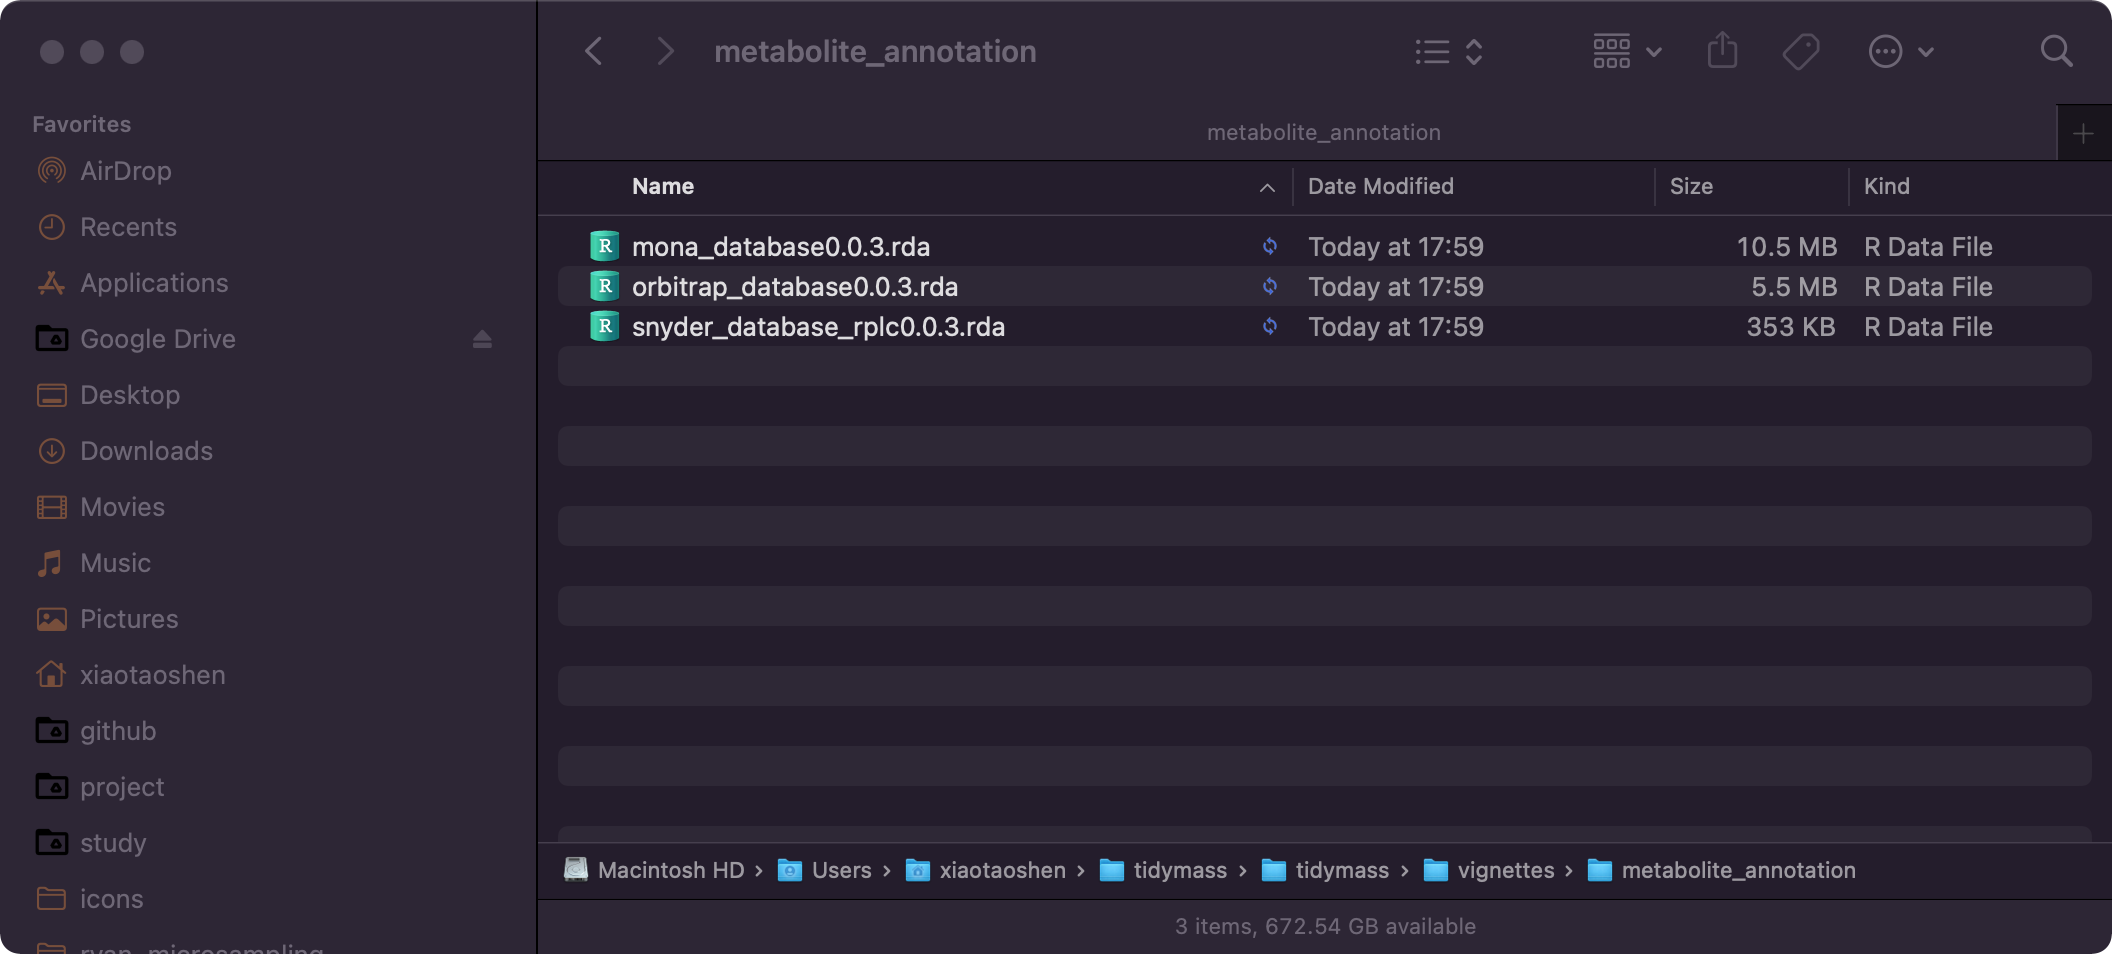 metabolite_annotation
Favorites
AirDrop
Recents
Applications
Google Drive
Desktop
Downloads
Movies
Music
Pictures
xiaotaoshen
github
project
study
icons
ryan_microsampling
metabolite_annotation
Name Date Modified Size Kind
R mona_database0.0.3.rda Today at 17:59 10.5 MB R Data File
R orbitrap_database0.0.3.rda Today at 17:59 5.5 MB R Data File
R snyder_database_rplc0.0.3.rda Today at 17:59 353 KB R Data File
Macintosh HD › Users › xiaotaoshen › tidymass › tidymass › vignettes › metabolite_annotation
3 items, 672.54 GB available